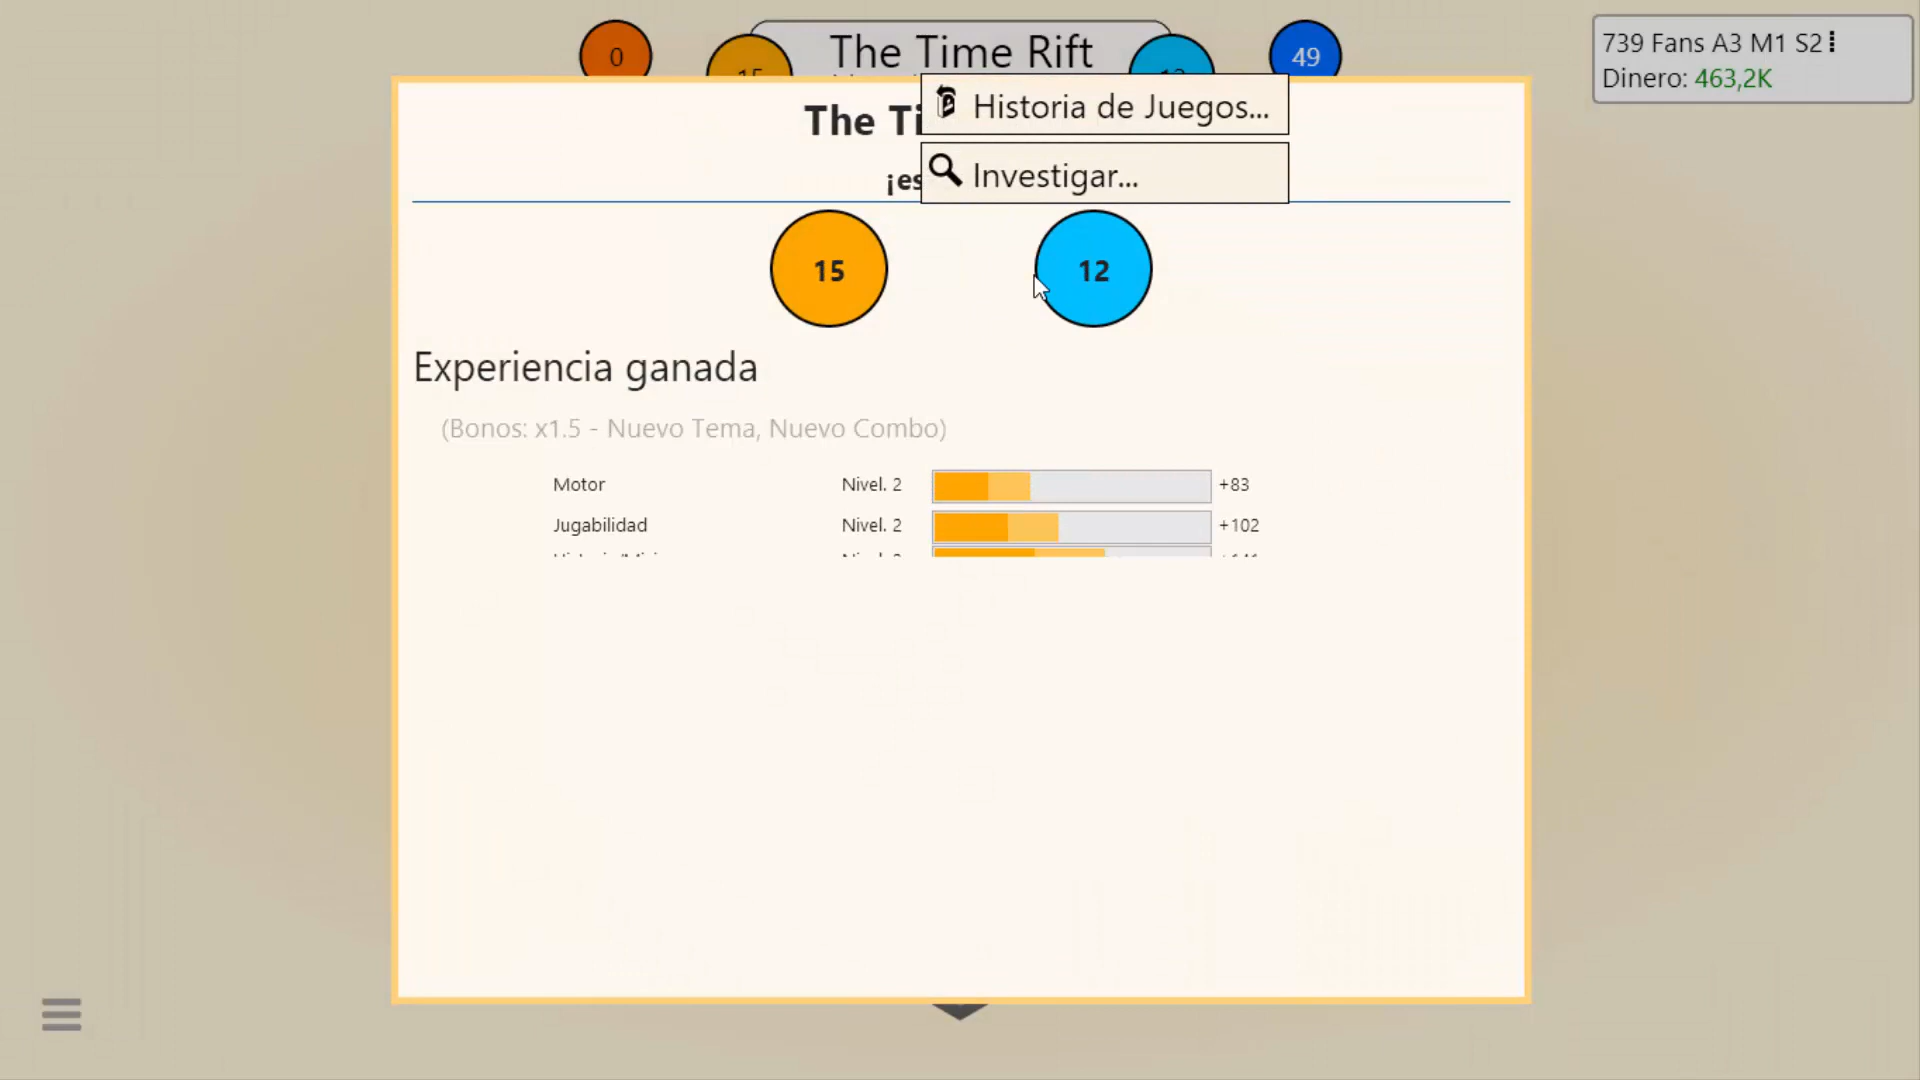 0
The Time Rift
49
739 Fans A3 M1 S2
Dinero: 463,2K
The Ti
Historia de Juegos...
¡es
Investigar...
15
12
Experiencia ganada
(Bonos: x1.5 - Nuevo Tema, Nuevo Combo)
Motor Nivel. 2 +83
Jugabilidad Nivel. 2 +102